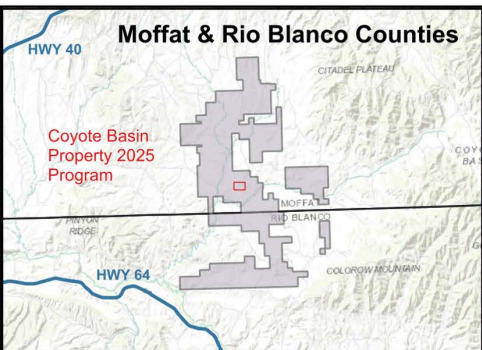 Moffat & Rio Blanco Counties
HWY 40
CITADEL PLATEAU
Coyote Basin
Property 2025
Program
COYO
BAS
MOFFAT
RIO BLANCO
PINYON
RIDGE
HWY 64
COLOROW MOUNTAIN